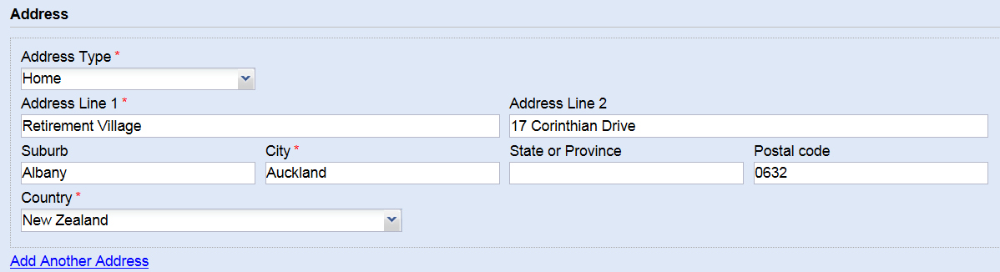 Address
Address Type *
Home
Address Line 1 * Address Line 2
Retirement Village 17 Corinthian Drive
Suburb City * State or Province Postal code
Albany Auckland 0632
Country *
New Zealand
Add Another Address